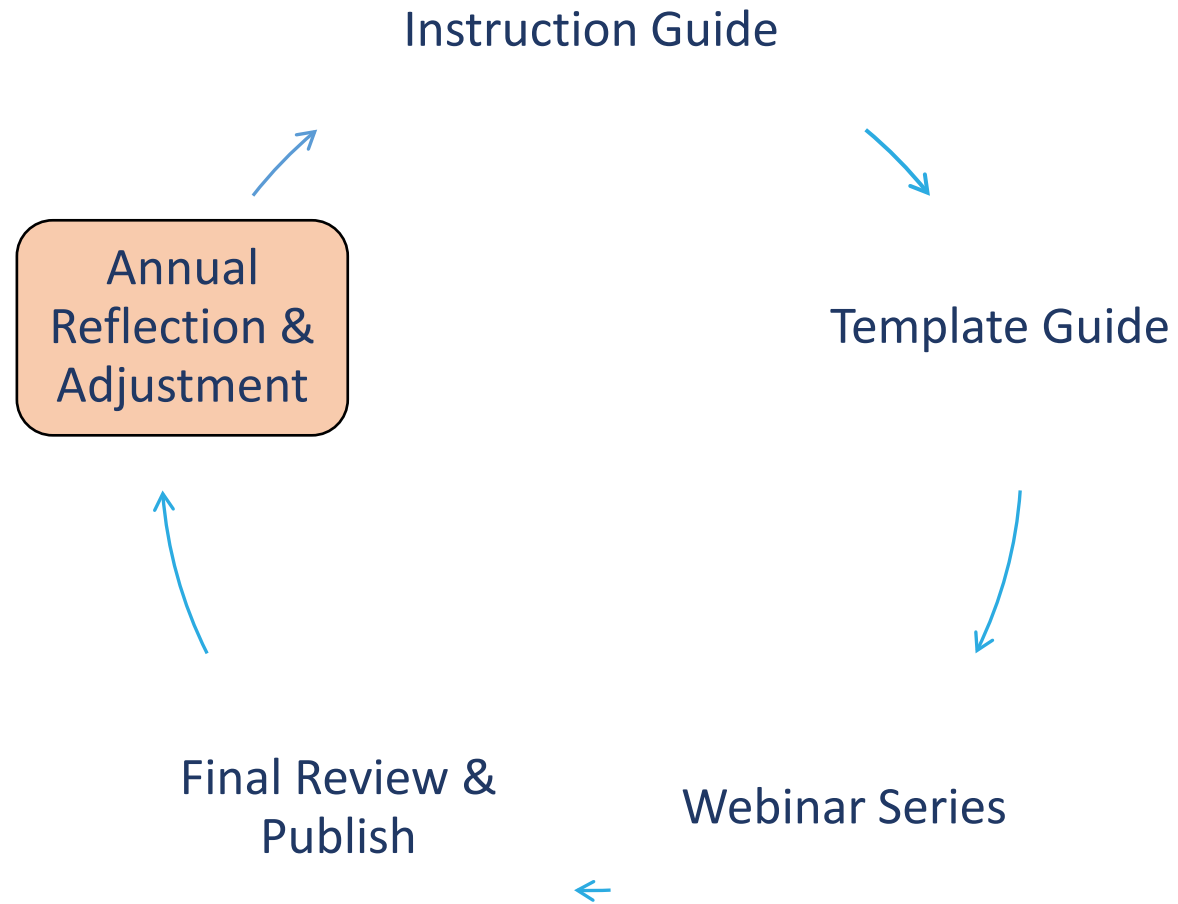 Instruction Guide
Annual
Reflection &
Adjustment
Template Guide
Final Review &
Publish
Webinar Series